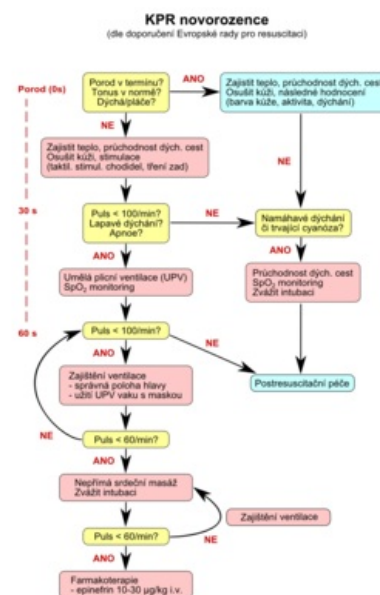 KPR novorozence
(dle doporučení Evropské rady pro resuscitaci)
Porod (0s)
Porod v termínu?
Tonus v normě?
Dýchá/pláče?
ANO
Zajistit teplo, průchodnost dých. cest
Osušit kůži, následné hodnocení
(barva kůže, aktivita, dýchání)
NE
Zajistit teplo, průchodnost dých. cest
Osušit kůži, stimulace
(taktil. stimul. chodidel, tření zad)
NE
30 s
Puls < 100/min?
Lapavé dýchání?
Apnoe?
NE
Namáhavé dýchání
či trvající cyanóza?
ANO
ANO
Umělá plicní ventilace (UPV)
SpO₂ monitoring
Průchodnost dých. cest
SpO₂ monitoring
Zvážit intubaci
60 s
Puls < 100/min?
NE
ANO
Zajištění ventilace
- správná poloha hlavy
- užití UPV vaku s maskou
Postresuscitační péče
NE
Puls < 60/min?
ANO
Nepřímá srdeční masáž
Zvážit intubaci
Zajištění ventilace
Puls < 60/min?
NE
ANO
Farmakoterapie
- epinefrin 10-30 µg/kg i.v.